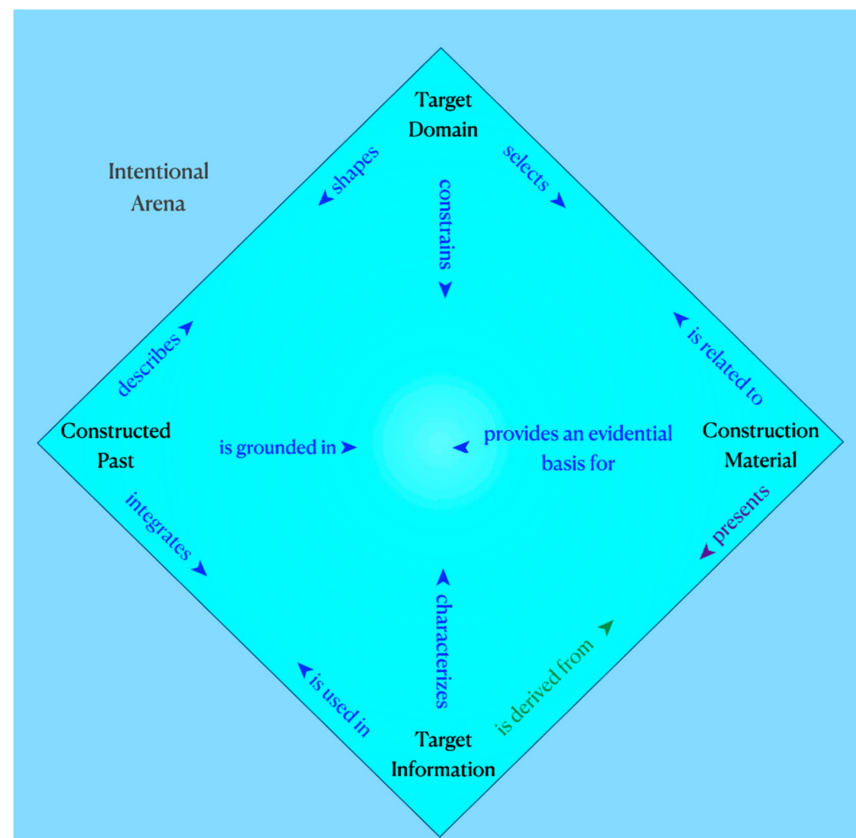 Target
Domain
shapes
selects
Intentional
Arena
constrains
describes
is related to
Constructed
Past
is grounded in
provides an evidential
basis for
Construction
Material
integrates
presents
characterizes
is used in
is derived from
Target
Information